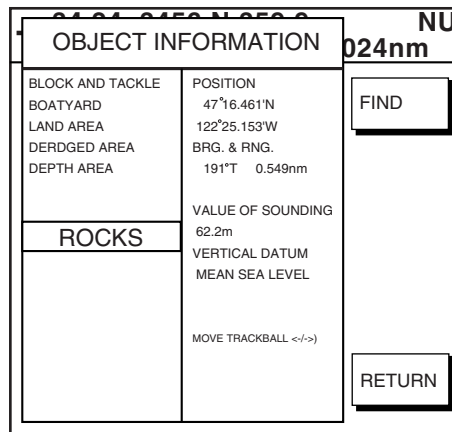 NU
024nm
OBJECT INFORMATION
BLOCK AND TACKLE
BOATYARD
LAND AREA
DERDGED AREA
DEPTH AREA
ROCKS
POSITION
47°16.461'N
122°25.153'W
BRG. & RNG.
191°T 0.549nm
VALUE OF SOUNDING
62.2m
VERTICAL DATUM
MEAN SEA LEVEL
MOVE TRACKBALL <-/->)
FIND
RETURN